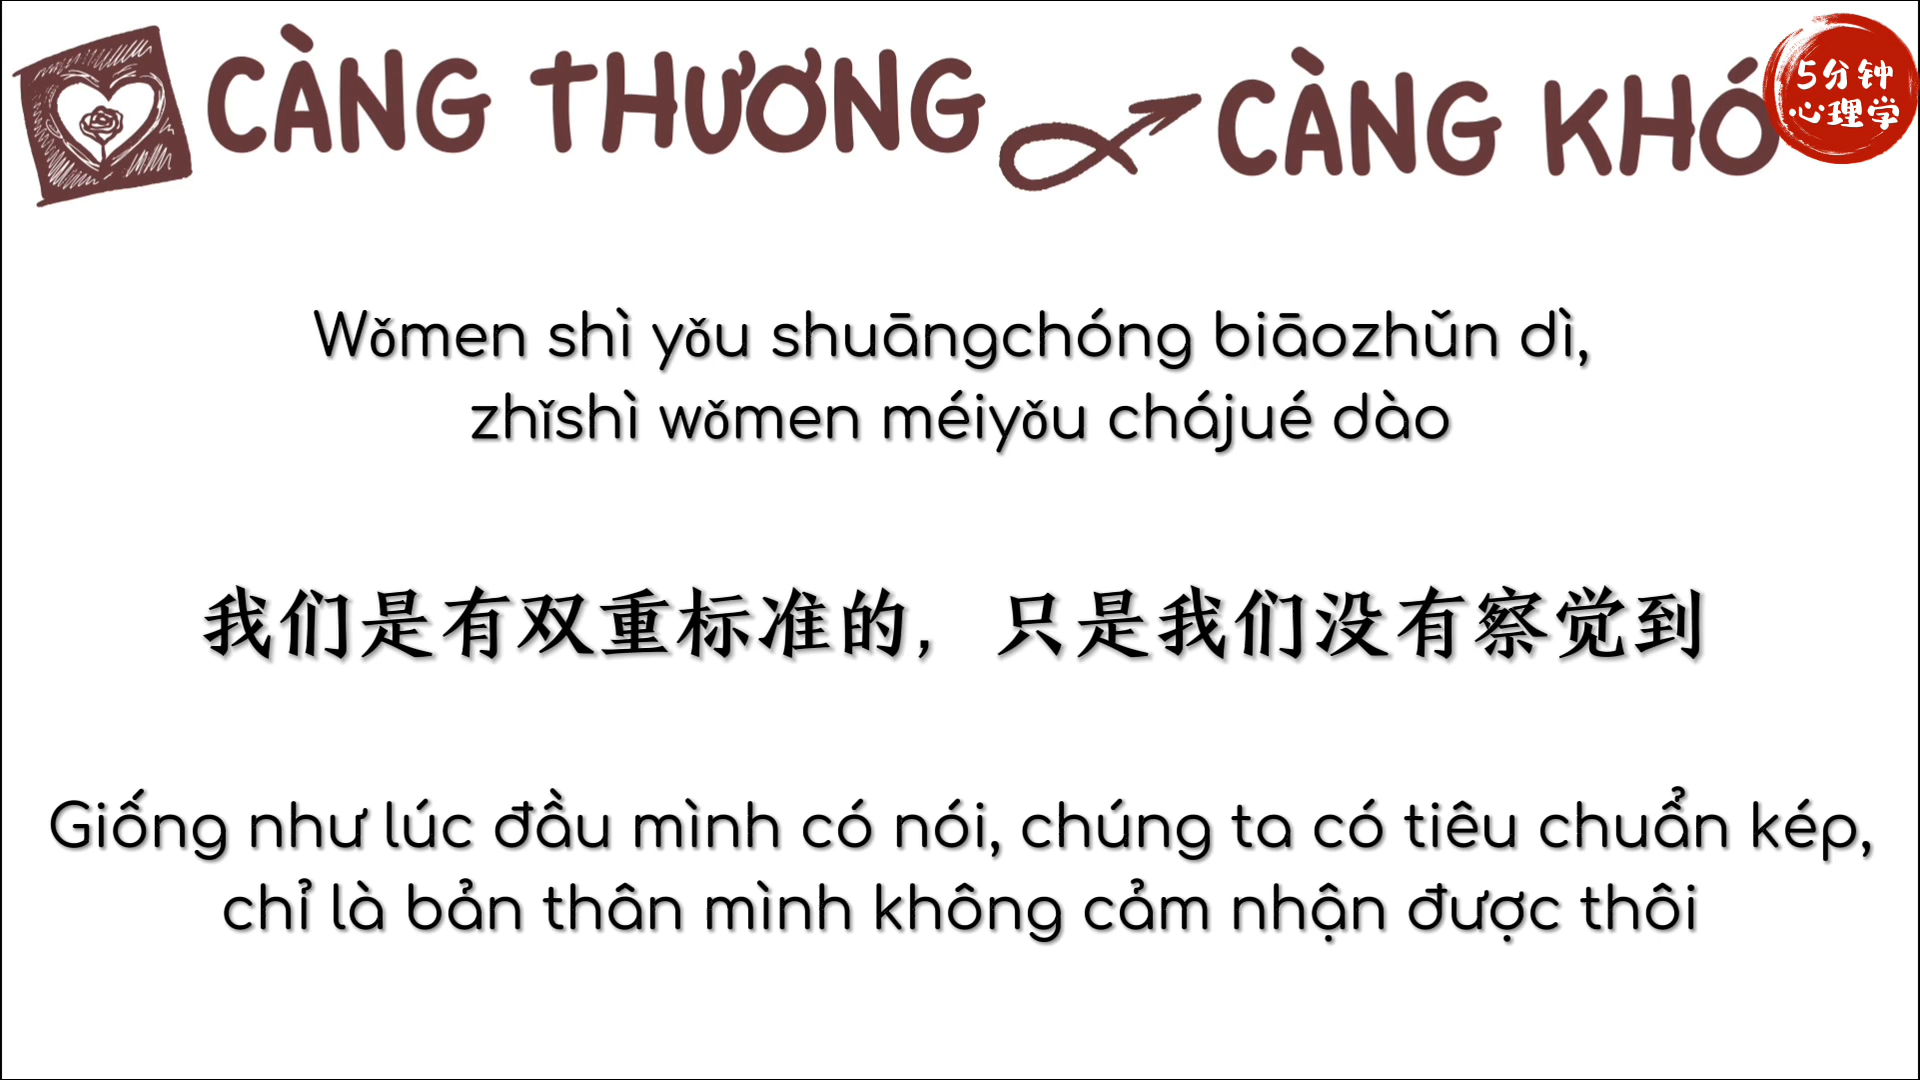 CÀNG THƯƠNG CÀNG KHÓ
5分钟
心理学
Wǒmen shì yǒu shuāngchóng biāozhǔn dì,
zhǐshì wǒmen méiyǒu chájué dào
我们是有双重标准的，只是我们没有察觉到
Giống như lúc đầu mình có nói, chúng ta có tiêu chuẩn kép,
chỉ là bản thân mình không cảm nhận được thôi